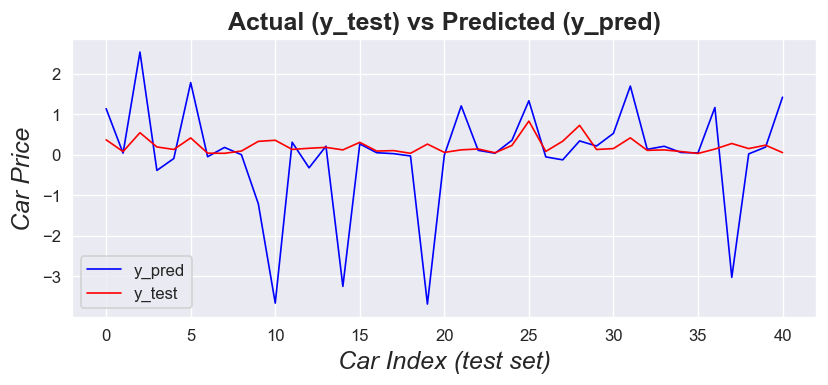 Actual (y_test) vs Predicted (y_pred)
Car Price
2
1
0
−1
−2
−3
y_pred
y_test
0 5 10 15 20 25 30 35 40
Car Index (test set)